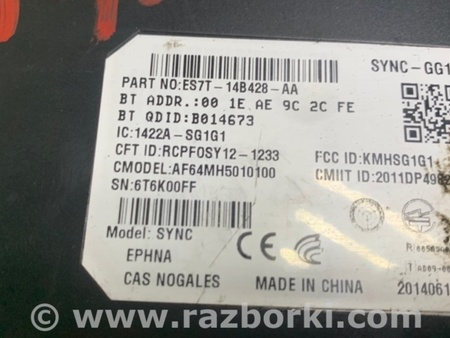 SYNC-GG1
PART NO:ES7T-14B428-AA
BT ADDR.:00 1E AE 9C 2C FE
BT QDID:B014673
IC:1422A-SG1G1
CFT ID:RCPFOSY12-1233
FCC ID:KMHSG1G1
CMODEL:AF64MH5010100
CMIIT ID:2011DP49
SN:6T6K00FF
Model: SYNC
CE
EPHNA
CAS NOGALES
MADE IN CHINA
201406
www.razborki.com